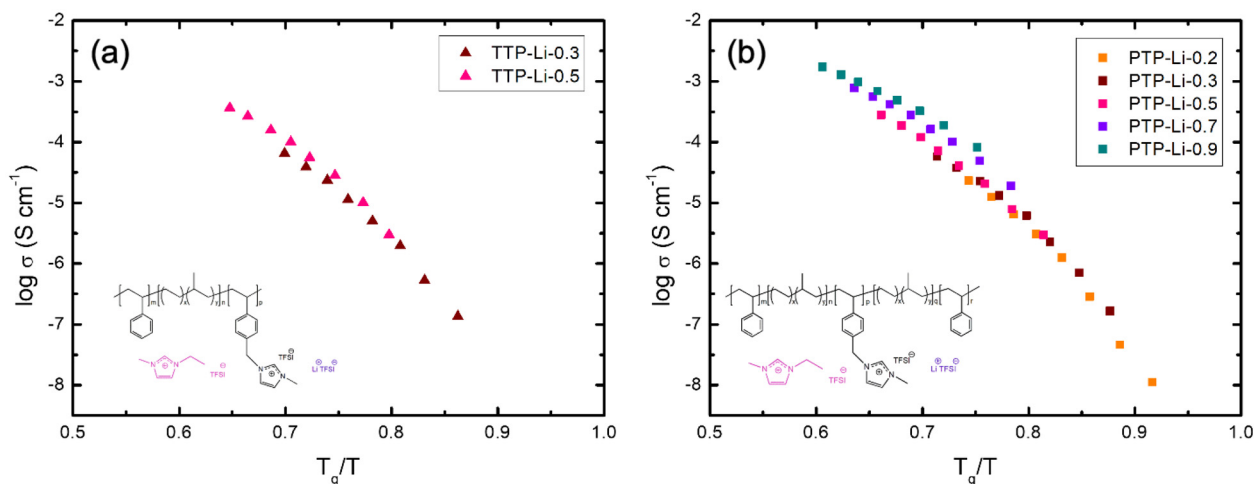 (a)
TTP-Li-0.3
TTP-Li-0.5
log σ (S cm⁻¹)
-2
-3
-4
-5
-6
-7
-8
0.5 0.6 0.7 0.8 0.9 1.0
T_g/T
m x y n p
TFSI ⊖
⊕ ⊖
Li TFSI
N N
⊕
⊖
TFSI
N N
⊕
(b)
PTP-Li-0.2
PTP-Li-0.3
PTP-Li-0.5
PTP-Li-0.7
PTP-Li-0.9
log σ (S cm⁻¹)
-2
-3
-4
-5
-6
-7
-8
0.5 0.6 0.7 0.8 0.9 1.0
T_g/T
m x y n p x y q r
TFSI ⊖
⊕ ⊖
Li TFSI
N N
⊕
⊖
TFSI
N N
⊕